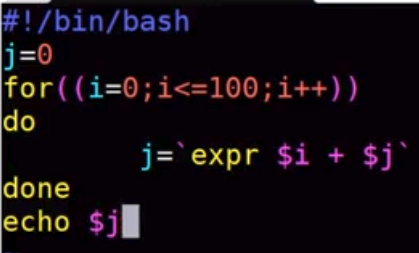 #!/bin/bash
j=0
for((i=0;i<=100;i++))
do
        j=`expr $i + $j`
done
echo $j